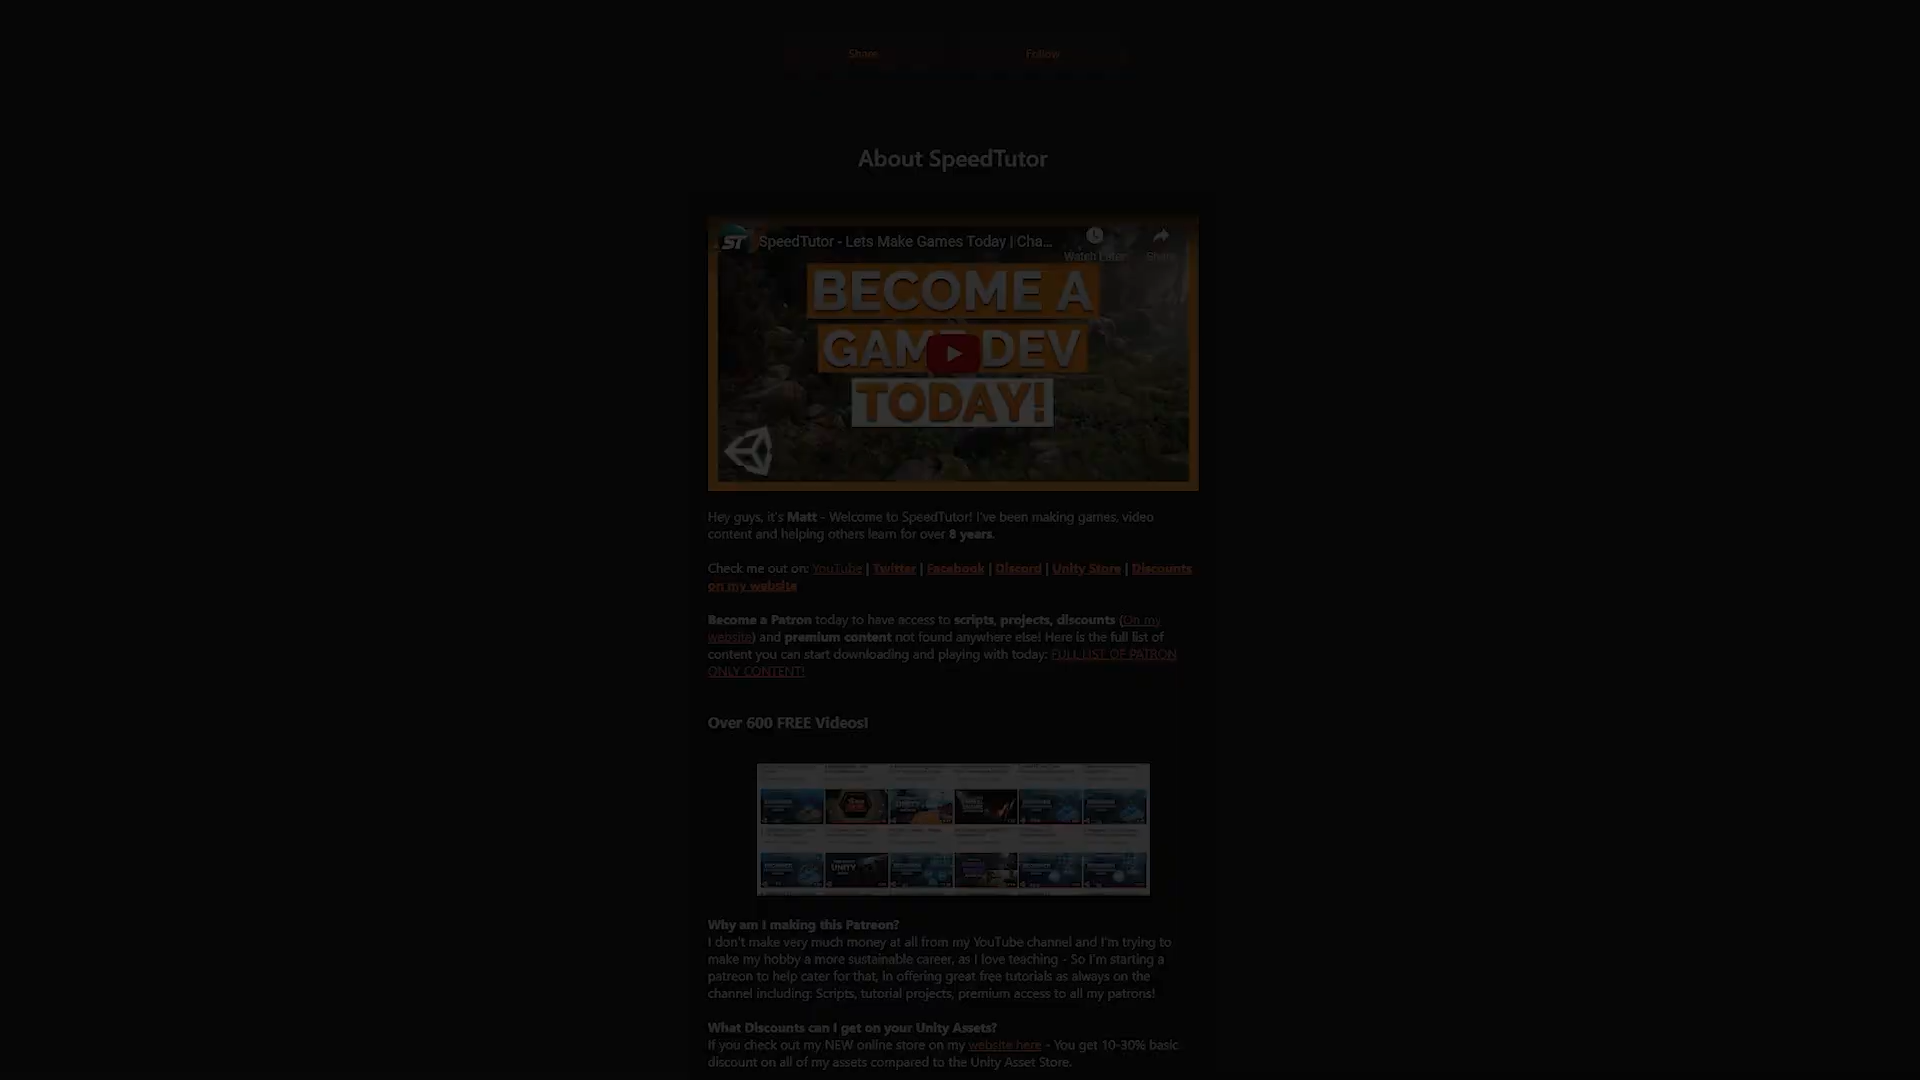 Share
Follow
About SpeedTutor
ST
SpeedTutor - Lets Make Games Today | Cha...
Watch Later
Share
BECOME A
GAME DEV
TODAY!
Hey guys, it's Matt - Welcome to SpeedTutor! I've been making games, video
content and helping others learn for over 8 years.
Check me out on: YouTube | Twitter | Facebook | Discord | Unity Store | Discounts
on my website
Become a Patron today to have access to scripts, projects, discounts (On my
website) and premium content not found anywhere else! Here is the full list of
content you can start downloading and playing with today: FULL LIST OF PATRON
ONLY CONTENT!
Over 600 FREE Videos!
UNITY
Why am I making this Patreon?
I don't make very much money at all from my YouTube channel and I'm trying to
make my hobby a more sustainable career, as I love teaching - So I'm starting a
patreon to help cater for that, In offering great free tutorials as always on the
channel including: Scripts, tutorial projects, premium access to all my patrons!
What Discounts can I get on your Unity Assets?
If you check out my NEW online store on my website here - You get 10-30% basic
discount on all of my assets compared to the Unity Asset Store.